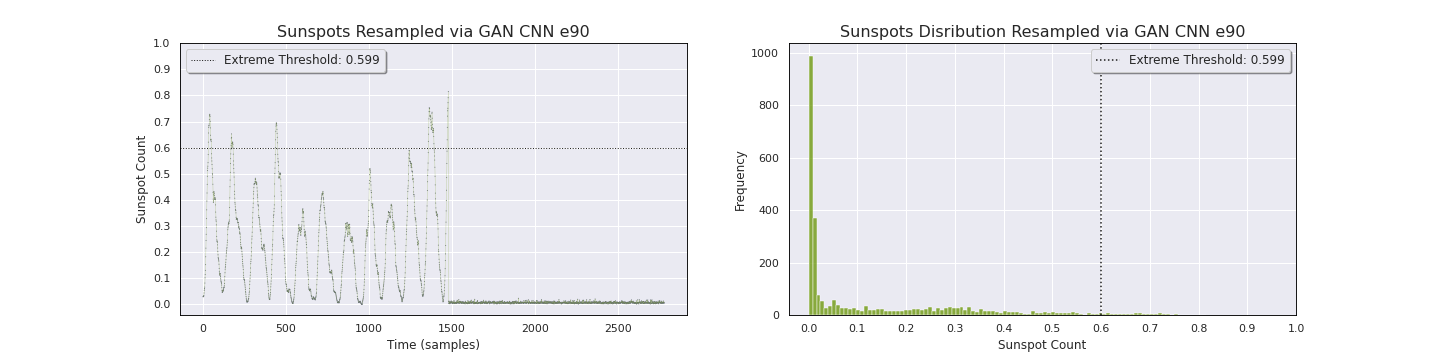 Sunspots Resampled via GAN CNN e90
Extreme Threshold: 0.599
1.0
0.9
0.8
0.7
0.6
0.5
0.4
0.3
0.2
0.1
0.0
Sunspot Count
0 500 1000 1500 2000 2500
Time (samples)
Sunspots Disribution Resampled via GAN CNN e90
Extreme Threshold: 0.599
1000
800
600
400
200
0
Frequency
0.0 0.1 0.2 0.3 0.4 0.5 0.6 0.7 0.8 0.9 1.0
Sunspot Count